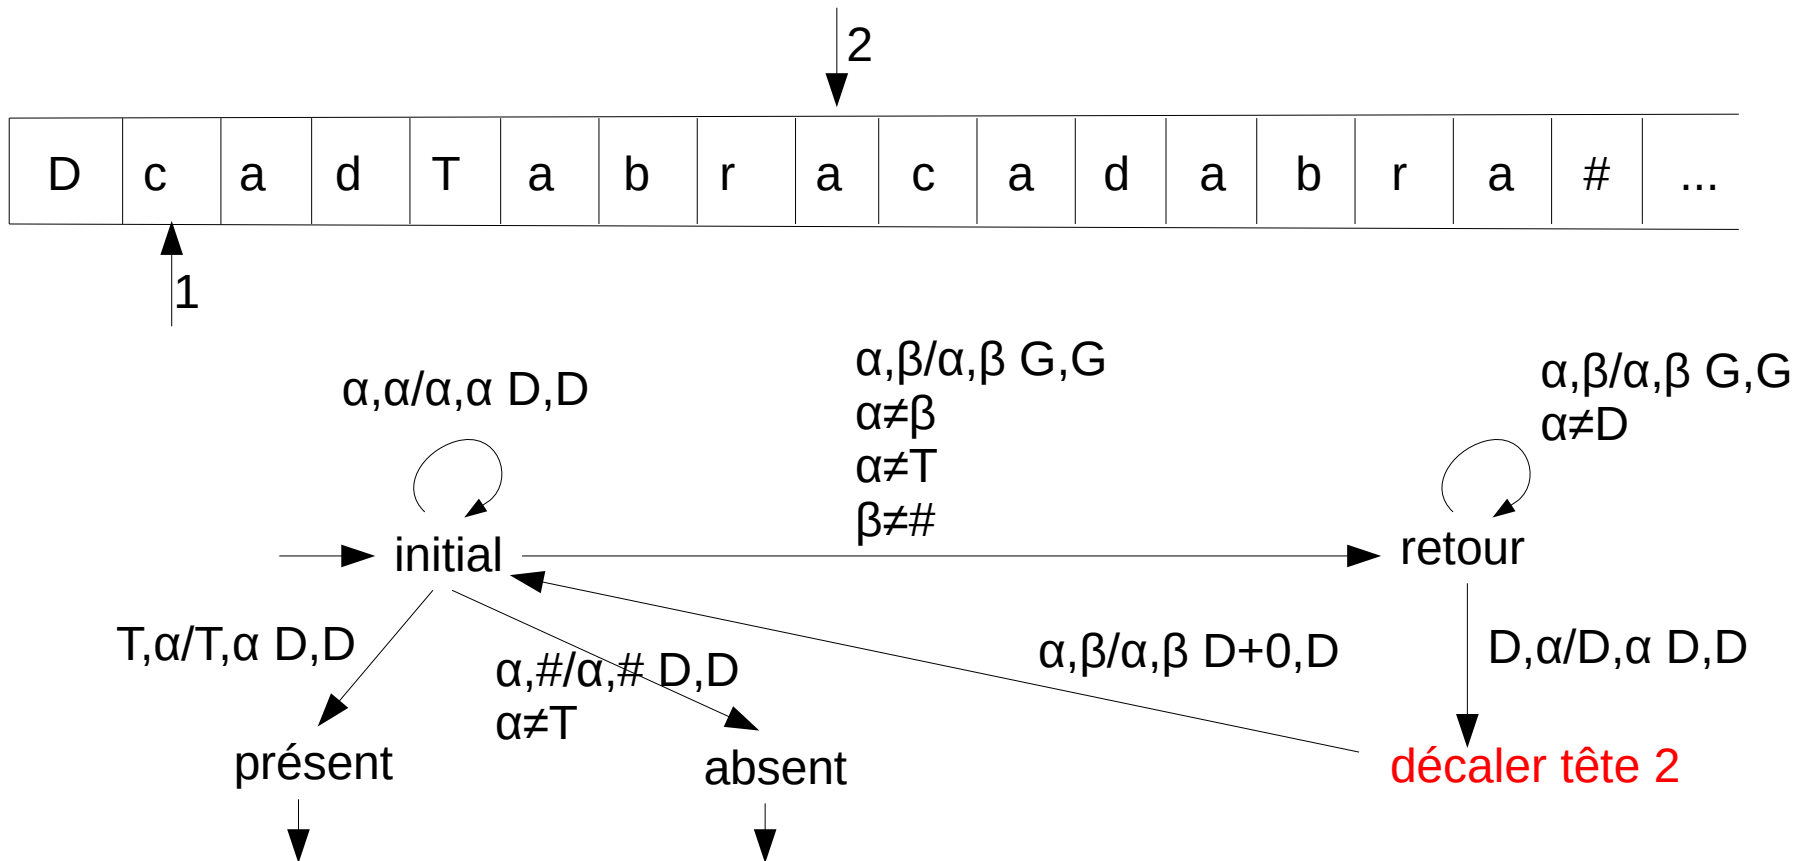 2
D c a d T a b r a c a d a b r a # ...
1
α,α/α,α D,D
α,β/α,β G,G
α≠β
α≠T
β≠#
α,β/α,β G,G
α≠D
initial
retour
T,α/T,α D,D
α,#/α,# D,D
α≠T
α,β/α,β D+0,D
D,α/D,α D,D
présent
absent
décaler tête 2